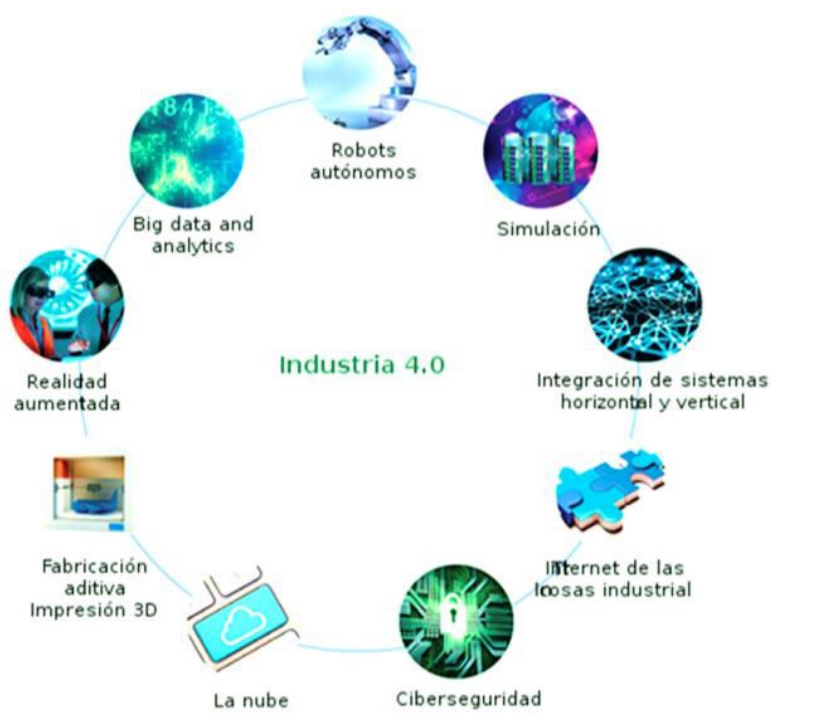 Robots
autónomos
Simulación
Integración de sistemas
horizontal y vertical
Internet de las
cosas industrial
Ciberseguridad
La nube
Fabricación
aditiva
Impresión 3D
Realidad
aumentada
Big data and
analytics
Industria 4.0